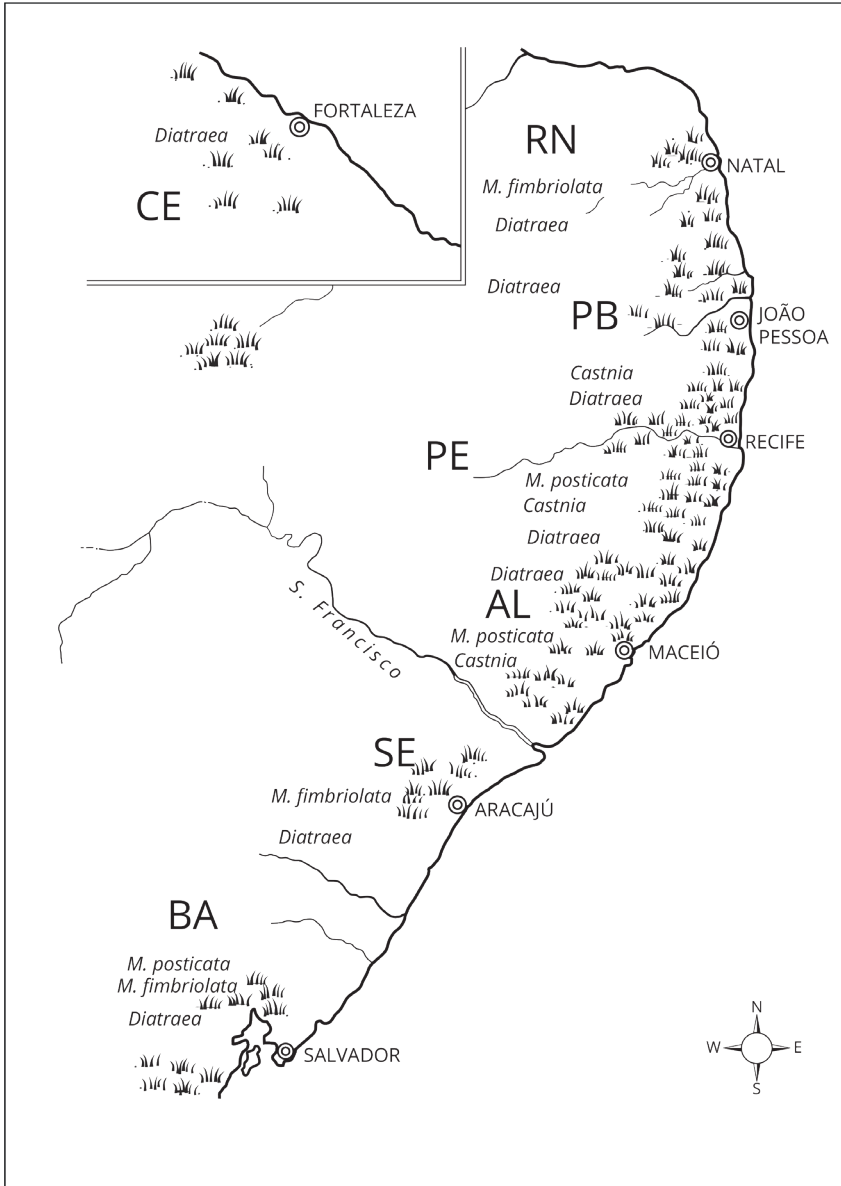 FORTALEZA
Diatraea
CE
RN
NATAL
M. fimbriolata
Diatraea
Diatraea
PB
JOÃO
PESSOA
Castnia
Diatraea
RECIFE
PE
M. posticata
Castnia
Diatraea
Diatraea
AL
M. posticata
Castnia
MACEIÓ
S. Francisco
SE
M. fimbriolata
ARACAJÚ
Diatraea
BA
M. posticata
M. fimbriolata
Diatraea
SALVADOR
N
W
E
S